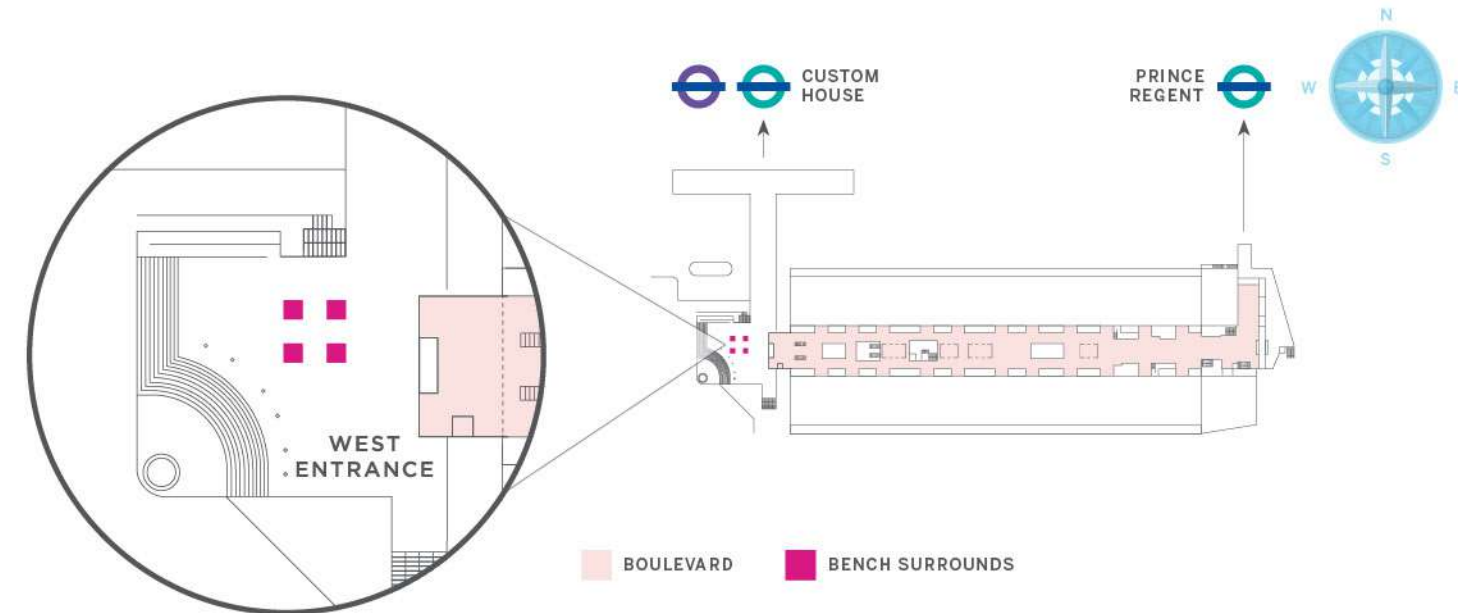 N
CUSTOM
HOUSE
PRINCE
REGENT
W
E
S
WEST
ENTRANCE
BOULEVARD
BENCH SURROUNDS